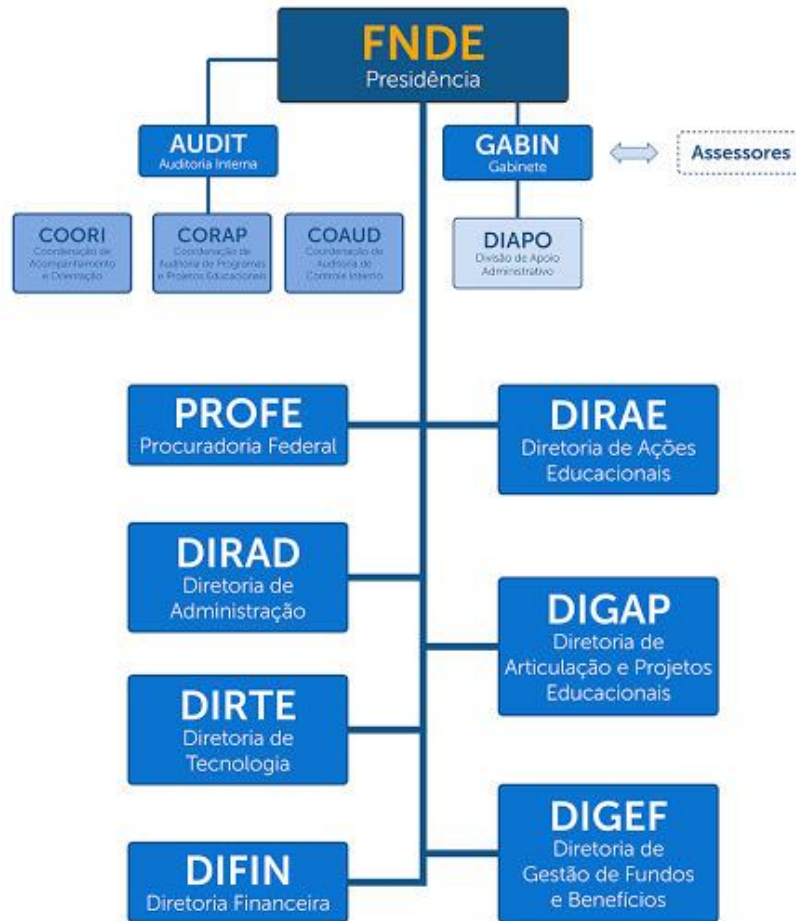 FNDE
Presidência
AUDIT
Auditoria Interna
GABIN
Gabinete
Assessores
COORI
Coordenação de
Acompanhamento
e Orientação
CORAP
Coordenação de
Auditoria de Programas
e Projetos Educacionais
COAUD
Coordenação de
Auditoria de
Controle Interno
DIAPO
Divisão de Apoio
Administrativo
PROFE
Procuradoria Federal
DIRAE
Diretoria de Ações
Educacionais
DIRAD
Diretoria de
Administração
DIGAP
Diretoria de
Articulação e Projetos
Educacionais
DIRTE
Diretoria de
Tecnologia
DIGEF
Diretoria de
Gestão de Fundos
e Benefícios
DIFIN
Diretoria Financeira